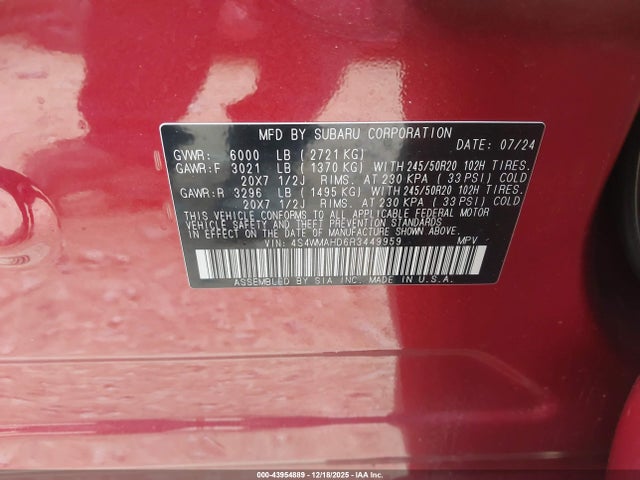 MFD BY SUBARU CORPORATION
DATE: 07/24
GVWR: 6000 LB ( 2721 KG)
GAWR:F 3021 LB ( 1370 KG) WITH 245/50R20 102H TIRES.
20X7 1/2J RIMS. AT 230 KPA ( 33 PSI) COLD
GAWR:R 3296 LB ( 1495 KG) WITH 245/50R20 102H TIRES.
20X7 1/2J RIMS. AT 230 KPA ( 33 PSI) COLD
THIS VEHICLE CONFORMS TO ALL APPLICABLE FEDERAL MOTOR
VEHICLE SAFETY, BUMPER, AND THEFT PREVENTION STANDARDS
IN EFFECT ON THE DATE OF MANUFACTURE SHOWN ABOVE.
VIN: 4S4WMAHD6R3449959 MPV
ASSEMBLED BY SIA INC. MADE IN U.S.A.
000-43954889 | 12/18/2025 - IAA Inc.